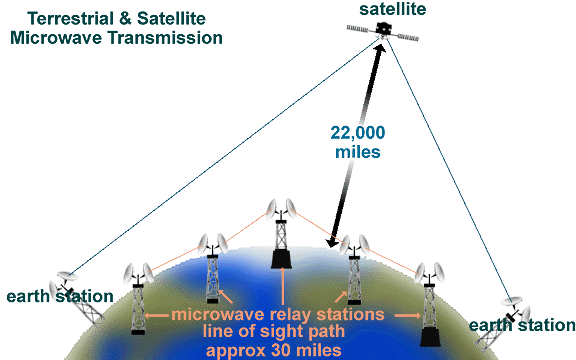 Terrestrial & Satellite
Microwave Transmission
satellite
22,000
miles
earth station
microwave relay stations
line of sight path
approx 30 miles
earth station